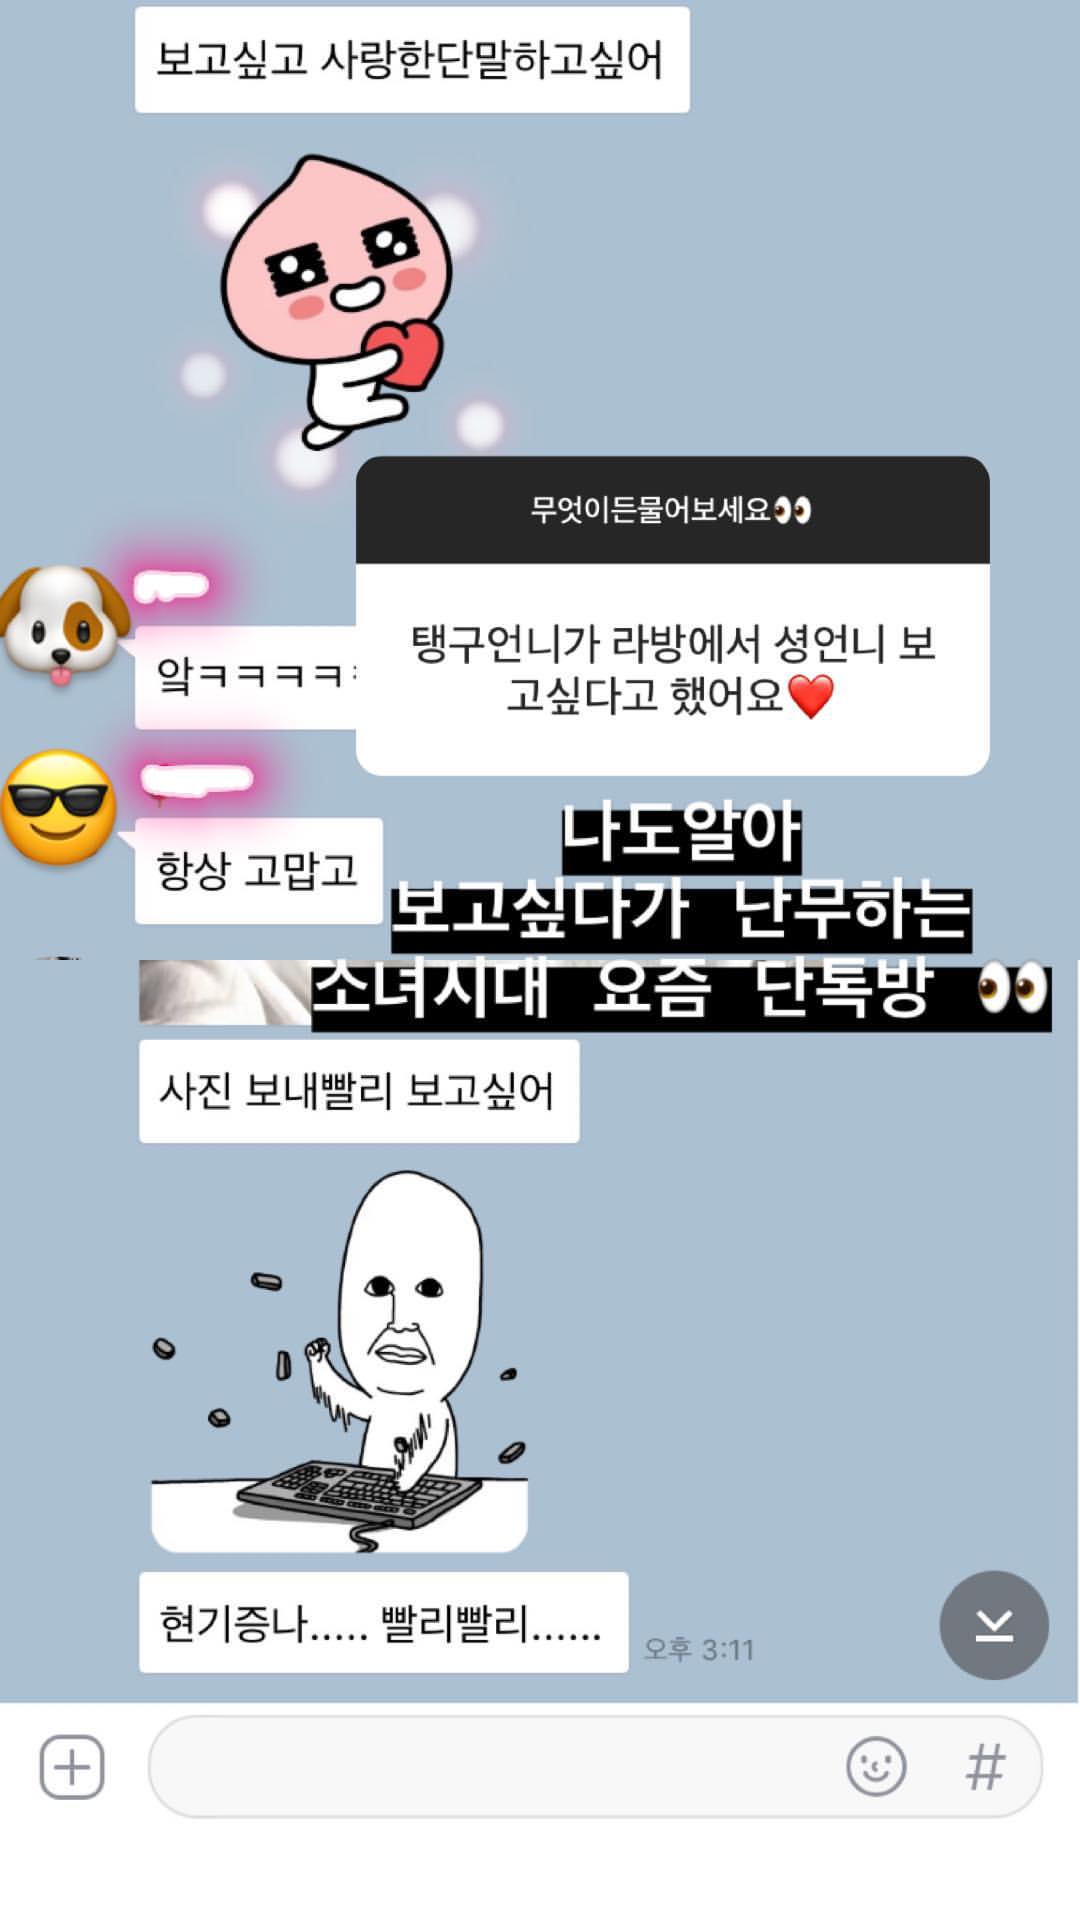 보고싶고 사랑한단말하고싶어
무엇이든물어보세요👀
탱구언니가 라방에서 셩언니 보
고싶다고 했어요❤️
앜ㅋㅋㅋㅋ
항상 고맙고
나도알아
보고싶다가 난무하는
소녀시대 요즘 단톡방 👀
사진 보내빨리 보고싶어
현기증나..... 빨리빨리......
오후 3:11
#